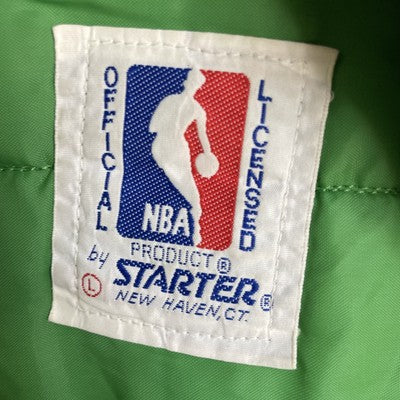 OFFICIAL
NBA
LICENSED
PRODUCT®
by STARTER®
Ⓛ NEW HAVEN, CT.